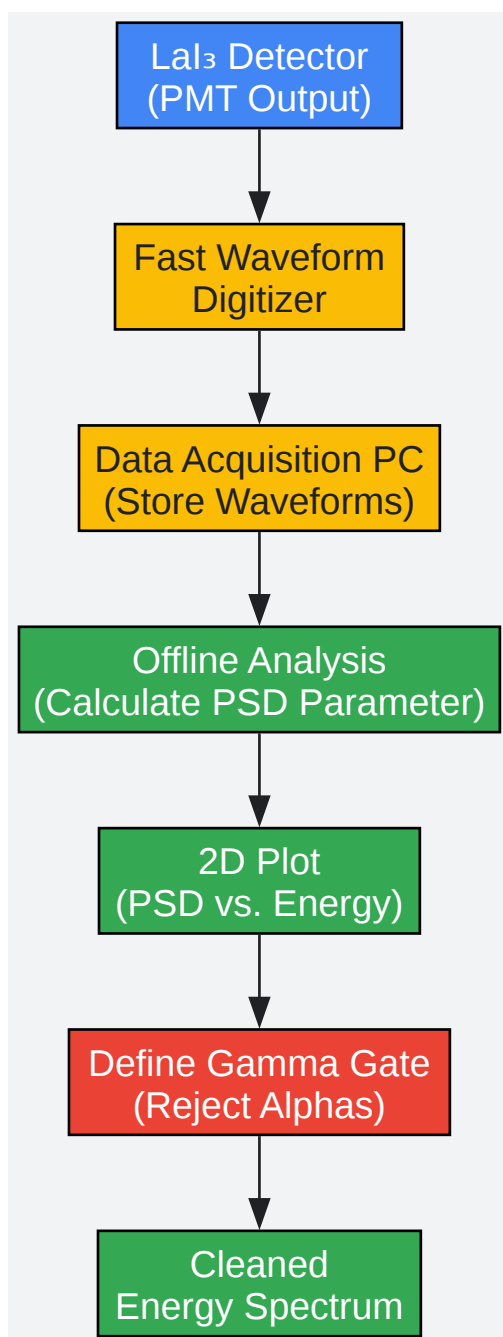 LaI₃ Detector
(PMT Output)
Fast Waveform
Digitizer
Data Acquisition PC
(Store Waveforms)
Offline Analysis
(Calculate PSD Parameter)
2D Plot
(PSD vs. Energy)
Define Gamma Gate
(Reject Alphas)
Cleaned
Energy Spectrum